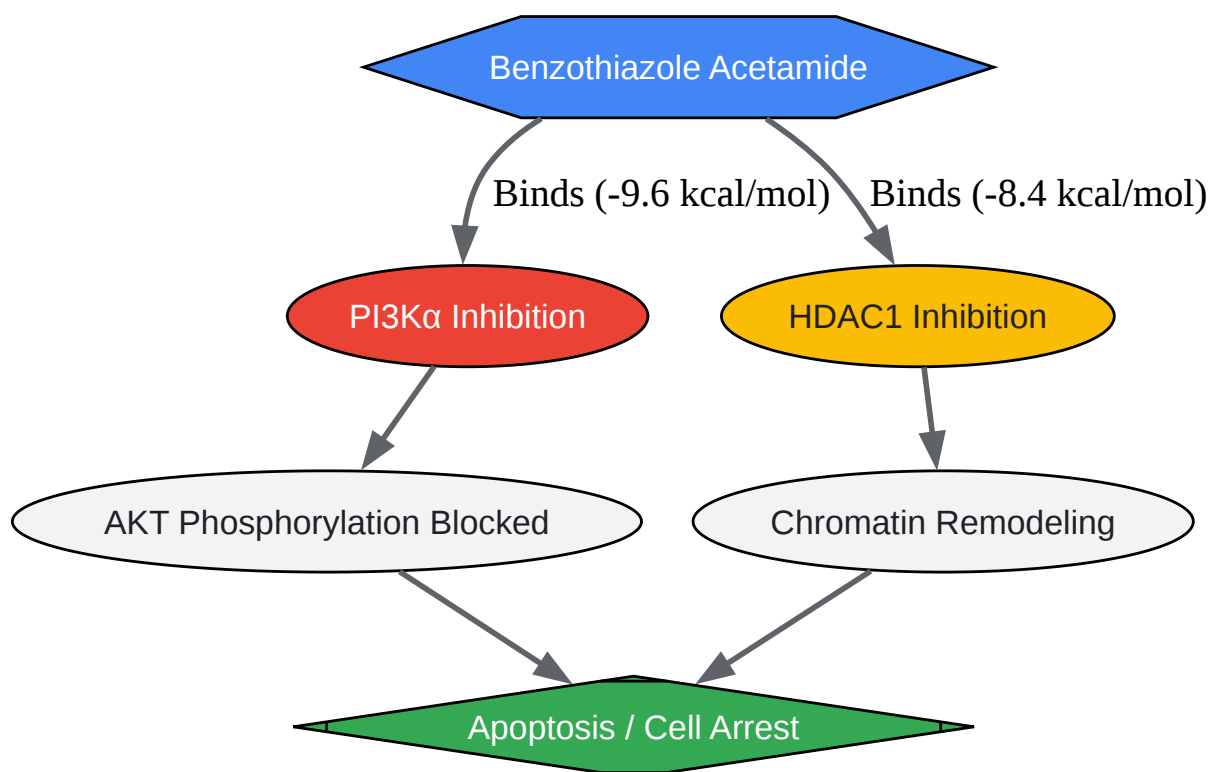 Benzothiazole Acetamide
Binds (-9.6 kcal/mol)
Binds (-8.4 kcal/mol)
PI3Kα Inhibition
HDAC1 Inhibition
AKT Phosphorylation Blocked
Chromatin Remodeling
Apoptosis / Cell Arrest